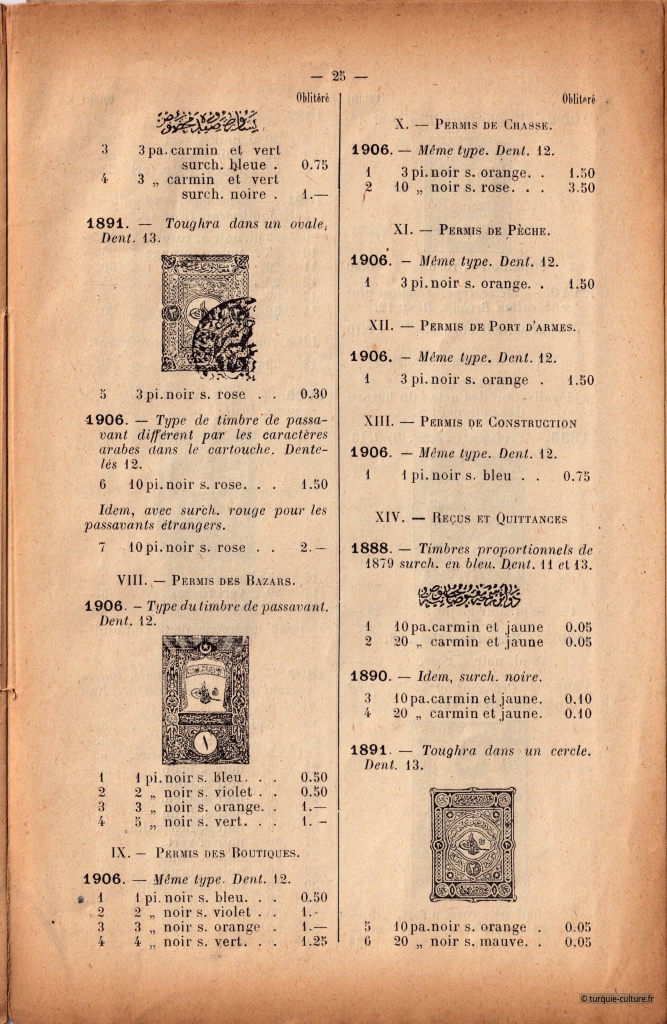 — 25 —
Oblitéré
3 3 pa. carmin et vert
surch. bleue . 0.75
4 3 „ carmin et vert
surch. noire . 1.—
1891. — Toughra dans un ovale,
Dent. 13.
5 3 pi. noir s. rose . . 0.30
1906. — Type de timbre de passa-
vant différent par les caractères
arabes dans le cartouche. Dente-
lés 12.
6 10 pi. noir s. rose. . . 1.50
Idem, avec surch. rouge pour les
passavants étrangers.
7 10 pi. noir s. rose . . 2.—
VIII. — Permis des Bazars.
1906. — Type du timbre de passavant.
Dent. 12.
1 1 pi. noir s. bleu. . . 0.50
2 2 „ noir s. violet . . 0.50
3 3 „ noir s. orange. . 1.—
4 5 „ noir s. vert. . . 1.—
IX. — Permis des Boutiques.
1906. — Même type. Dent. 12.
1 1 pi. noir s. bleu. . . 0.50
2 2 „ noir s. violet . . 1.-
3 3 „ noir s. orange . 1.—
4 4 „ noir s. vert. . . 1.25
Obliteré
X. — Permis de Chasse.
1906. — Même type. Dent. 12.
1 3 pi. noir s. orange. . 1.50
2 10 „ noir s. rose. . . 3.50
XI. — Permis de Pèche.
1906. — Même type. Dent. 12.
1 3 pi. noir s. orange. . 1.50
XII. — Permis de Port d'armes.
1906. — Même type. Dent. 12.
1 3 pi. noir s. orange . 1.50
XIII. — Permis de Construction
1906. — Même type. Dent. 12.
1 1 pi. noir s. bleu . . 0.75
XIV. — Reçus et Quittances
1888. — Timbres proportionnels de
1879 surch. en bleu. Dent. 11 et 13.
1 10 pa. carmin et jaune 0.05
2 20 „ carmin et jaune 0.05
1890. — Idem, surch. noire.
3 10 pa. carmin et jaune. 0.10
4 20 „ carmin et jaune. 0.10
1891. — Toughra dans un cercle.
Dent. 13.
5 10 pa. noir s. orange . 0.05
6 20 „ noir s. mauve. . 0.05
© turquie-culture.fr